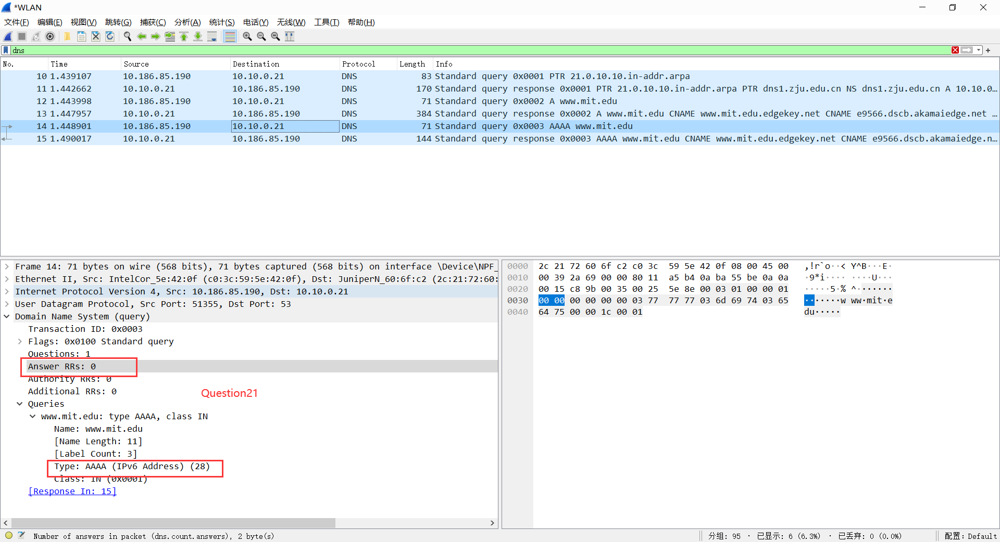 *WLAN
文件(F) 编辑(E) 视图(V) 跳转(G) 捕获(C) 分析(A) 统计(S) 电话(Y) 无线(W) 工具(T) 帮助(H)
dns
No. Time Source Destination Protocol Length Info
10 1.439107 10.186.85.190 10.10.0.21 DNS 83 Standard query 0x0001 PTR 21.0.10.10.in-addr.arpa
11 1.442662 10.10.0.21 10.186.85.190 DNS 170 Standard query response 0x0001 PTR 21.0.10.10.in-addr.arpa PTR dns1.zju.edu.cn NS dns1.zju.edu.cn A 10.10.0…
12 1.443998 10.186.85.190 10.10.0.21 DNS 71 Standard query 0x0002 A www.mit.edu
13 1.447957 10.10.0.21 10.186.85.190 DNS 384 Standard query response 0x0002 A www.mit.edu CNAME www.mit.edu.edgekey.net CNAME e9566.dscb.akamaiedge.net …
14 1.448901 10.186.85.190 10.10.0.21 DNS 71 Standard query 0x0003 AAAA www.mit.edu
15 1.490017 10.10.0.21 10.186.85.190 DNS 144 Standard query response 0x0003 AAAA www.mit.edu CNAME www.mit.edu.edgekey.net CNAME e9566.dscb.akamaiedge.n…
Frame 14: 71 bytes on wire (568 bits), 71 bytes captured (568 bits) on interface \Device\NPF_
Ethernet II, Src: IntelCor_5e:42:0f (c0:3c:59:5e:42:0f), Dst: JuniperN_60:6f:c2 (2c:21:72:60:
Internet Protocol Version 4, Src: 10.186.85.190, Dst: 10.10.0.21
User Datagram Protocol, Src Port: 51355, Dst Port: 53
Domain Name System (query)
Transaction ID: 0x0003
Flags: 0x0100 Standard query
Questions: 1
Answer RRs: 0
Authority RRs: 0
Additional RRs: 0
Question21
Queries
www.mit.edu: type AAAA, class IN
Name: www.mit.edu
[Name Length: 11]
[Label Count: 3]
Type: AAAA (IPv6 Address) (28)
Class: IN (0x0001)
[Response In: 15]
0000 2c 21 72 60 6f c2 c0 3c 59 5e 42 0f 08 00 45 00 ,!r`o··< Y^B···E·
0010 00 39 2a 69 00 00 80 11 a5 b4 0a ba 55 be 0a 0a ·9*i···· ····U···
0020 00 15 c8 9b 00 35 00 25 5e 8e 00 03 01 00 00 01 ·····5·% ^·······
0030 00 00 00 00 00 00 03 77 77 77 03 6d 69 74 03 65 ·······w ww·mit·e
0040 64 75 00 00 1c 00 01 du·····
Number of answers in packet (dns.count.answers), 2 byte(s)
分组: 95 · 已显示: 6 (6.3%) · 已丢弃: 0 (0.0%)
配置: Default